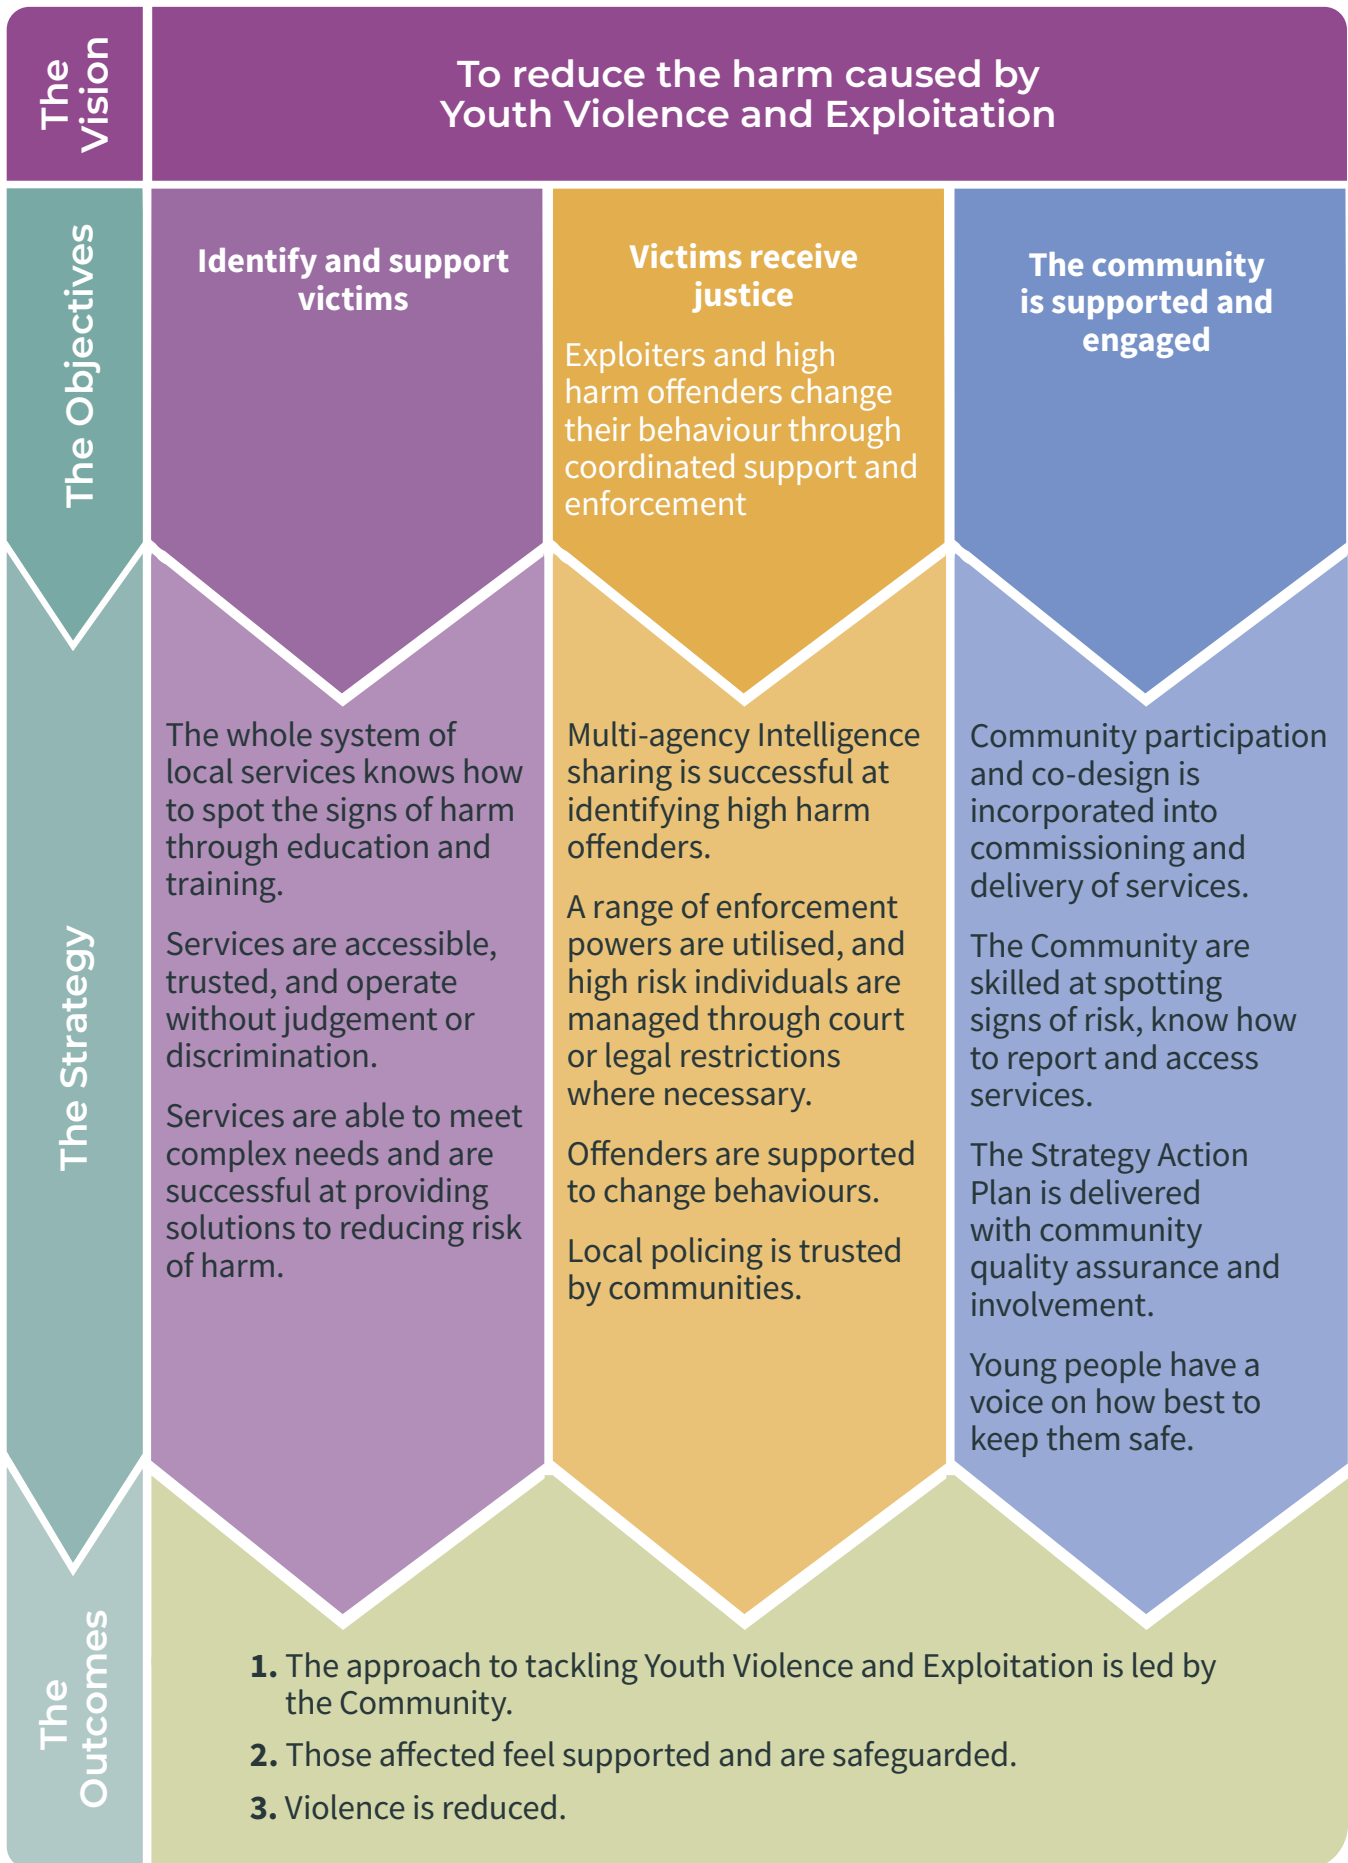 The
Vision
To reduce the harm caused by
Youth Violence and Exploitation
The Objectives
Identify and support
victims
Victims receive
justice
Exploiters and high
harm offenders change
their behaviour through
coordinated support and
enforcement
The community
is supported and
engaged
The Strategy
The whole system of
local services knows how
to spot the signs of harm
through education and
training.
Services are accessible,
trusted, and operate
without judgement or
discrimination.
Services are able to meet
complex needs and are
successful at providing
solutions to reducing risk
of harm.
Multi-agency Intelligence
sharing is successful at
identifying high harm
offenders.
A range of enforcement
powers are utilised, and
high risk individuals are
managed through court
or legal restrictions
where necessary.
Offenders are supported
to change behaviours.
Local policing is trusted
by communities.
Community participation
and co-design is
incorporated into
commissioning and
delivery of services.
The Community are
skilled at spotting
signs of risk, know how
to report and access
services.
The Strategy Action
Plan is delivered
with community
quality assurance and
involvement.
Young people have a
voice on how best to
keep them safe.
The
Outcomes
1. The approach to tackling Youth Violence and Exploitation is led by
the Community.
2. Those affected feel supported and are safeguarded.
3. Violence is reduced.